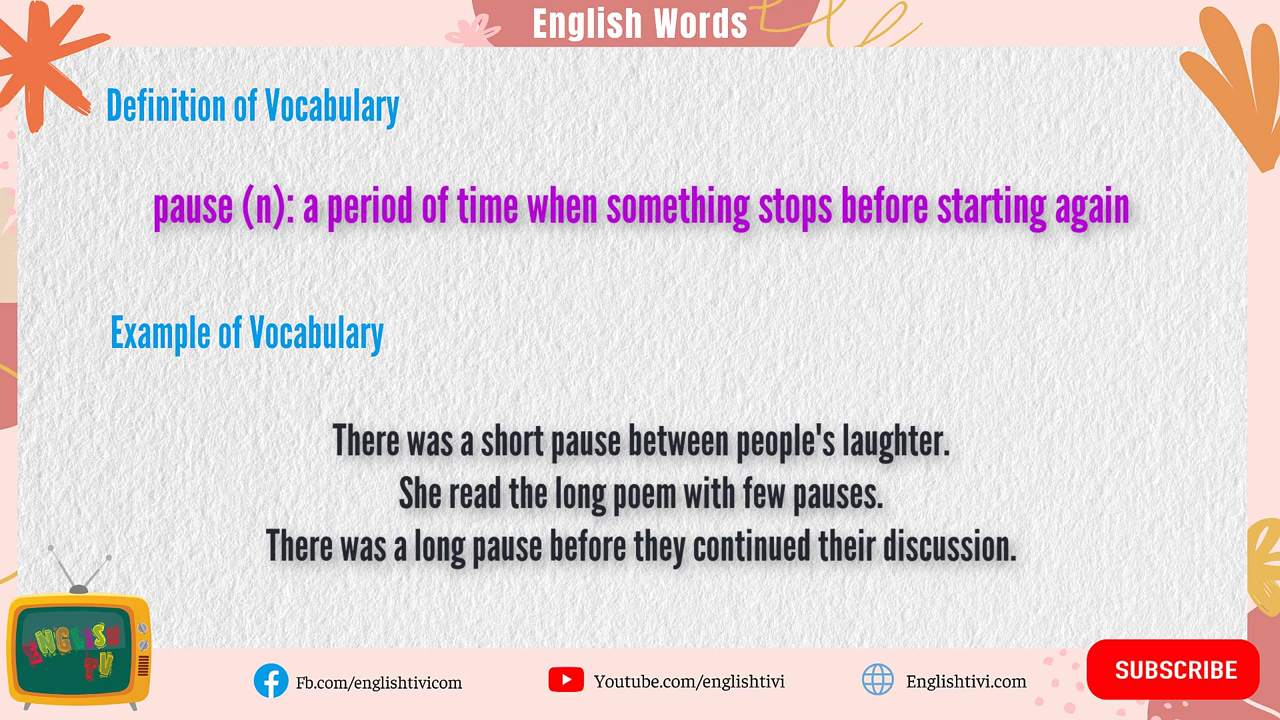 English Words
Definition of Vocabulary
pause (n): a period of time when something stops before starting again
Example of Vocabulary
There was a short pause between people's laughter.
She read the long poem with few pauses.
There was a long pause before they continued their discussion.
ENGLISH
TV
Fb.com/englishtivicom
Youtube.com/englishtivi
Englishtivi.com
SUBSCRIBE